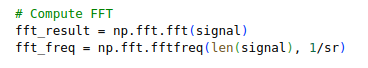 # Compute FFT
fft_result = np.fft.fft(signal)
fft_freq = np.fft.fftfreq(len(signal), 1/sr)